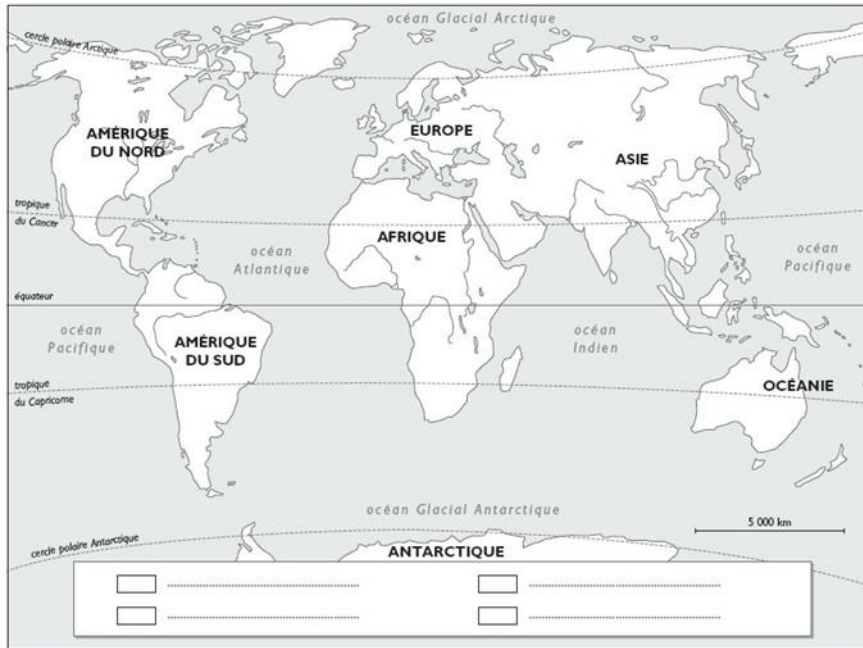 océan Glacial Arctique
cercle polaire Arctique
AMÉRIQUE
DU NORD
EUROPE
ASIE
tropique
du Cancer
AFRIQUE
océan
Atlantique
océan
Pacifique
équateur
océan
Pacifique
AMÉRIQUE
DU SUD
océan
Indien
tropique
du Capricorne
OCÉANIE
océan Glacial Antarctique
5 000 km
cercle polaire Antarctique
ANTARCTIQUE